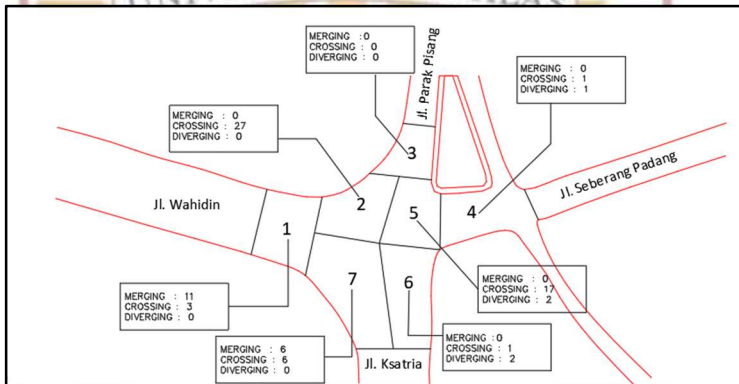 MERGING : 0
CROSSING : 0
DIVERGING : 0
Jl. Parak Pisang
MERGING : 0
CROSSING : 1
DIVERGING : 1
MERGING : 0
CROSSING : 27
DIVERGING : 0
3
Jl. Seberang Padang
Jl. Wahidin
1
2
5
4
7
6
MERGING : 0
CROSSING : 17
DIVERGING : 2
MERGING : 11
CROSSING : 3
DIVERGING : 0
MERGING :0
CROSSING : 1
DIVERGING : 2
MERGING : 6
CROSSING : 6
DIVERGING : 0
Jl. Ksatria